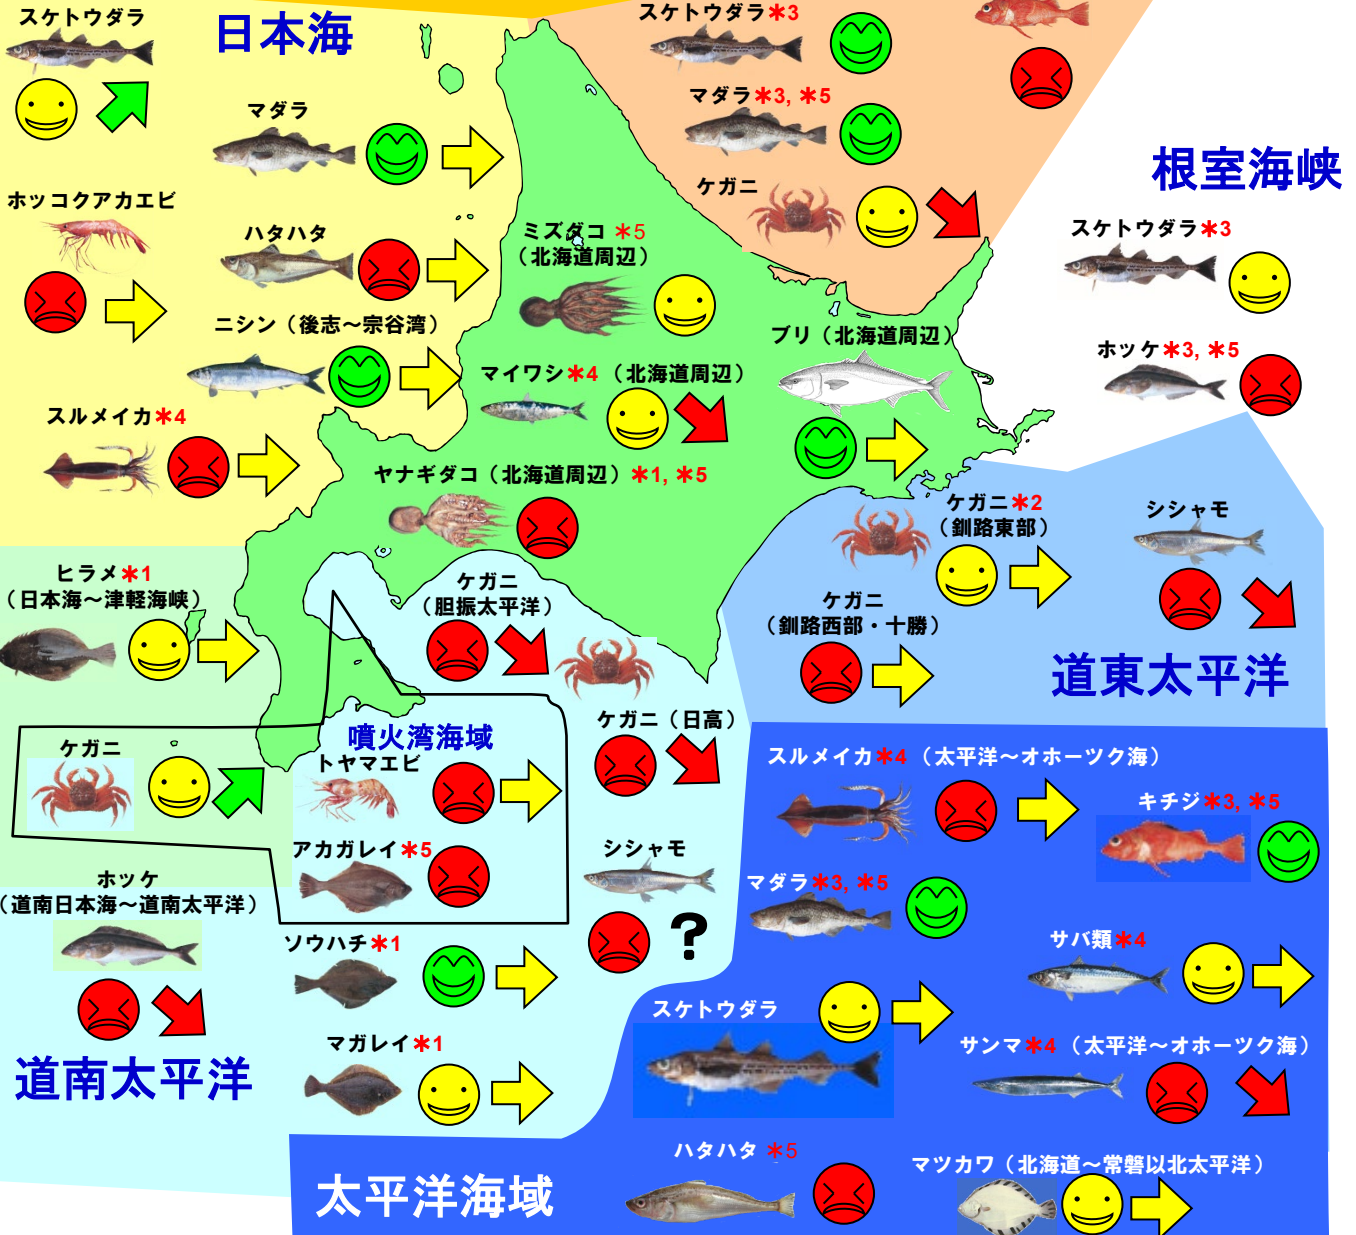 スケトウダラ
日本海
マダラ
ホッコクアカエビ
ハタハタ
ニシン（後志～宗谷湾）
スルメイカ＊4
スケトウダラ＊3
マダラ＊3, ＊5
ケガニ
根室海峡
スケトウダラ＊3
ホッケ＊3, ＊5
ミズダコ ＊5
（北海道周辺）
マイワシ＊4（北海道周辺）
ブリ（北海道周辺）
ヤナギダコ（北海道周辺）＊1, ＊5
ケガニ＊2
（釧路東部）
シシャモ
ケガニ
（釧路西部・十勝）
道東太平洋
ヒラメ＊1
（日本海～津軽海峡）
ケガニ
（胆振太平洋）
ケガニ（日高）
噴火湾海域
ケガニ
トヤマエビ
アカガレイ＊5
シシャモ
?
ホッケ
（道南日本海～道南太平洋）
ソウハチ＊1
マガレイ＊1
道南太平洋
スルメイカ＊4（太平洋～オホーツク海）
キチジ＊3, ＊5
マダラ＊3, ＊5
サバ類＊4
スケトウダラ
サンマ＊4（太平洋～オホーツク海）
ハタハタ ＊5
マツカワ（北海道～常磐以北太平洋）
太平洋海域